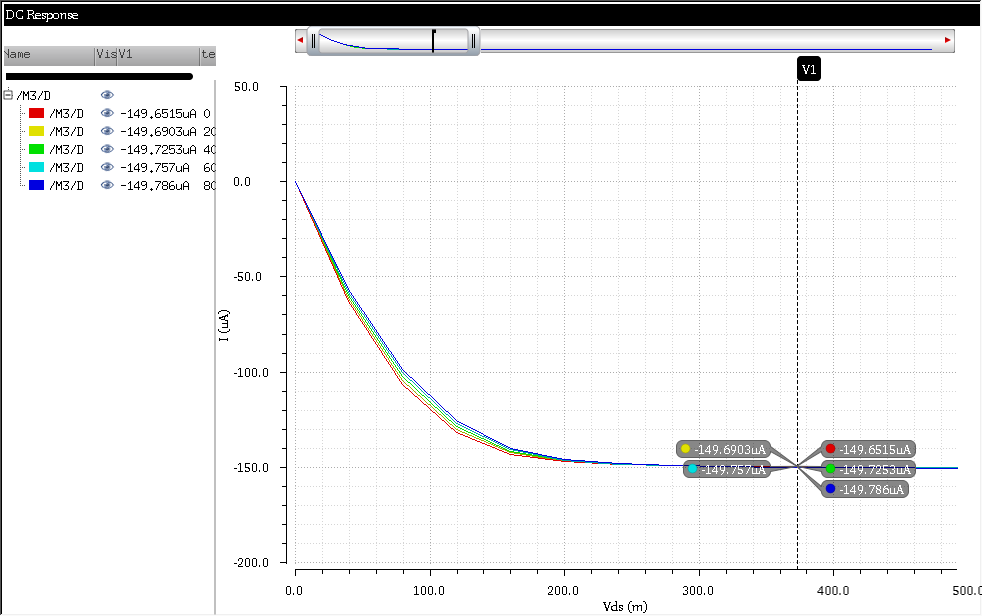 DC Response
Name Vis V1 te
/M3/D
/M3/D -149.6515uA 0
/M3/D -149.6903uA 20
/M3/D -149.7253uA 40
/M3/D -149.757uA 60
/M3/D -149.786uA 80
V1
50.0
0.0
-50.0
-100.0
-150.0
-200.0
I (uA)
-149.6903uA -149.6515uA
-149.757uA -149.7253uA
-149.786uA
0.0 100.0 200.0 300.0 400.0 500.0
Vds (m)